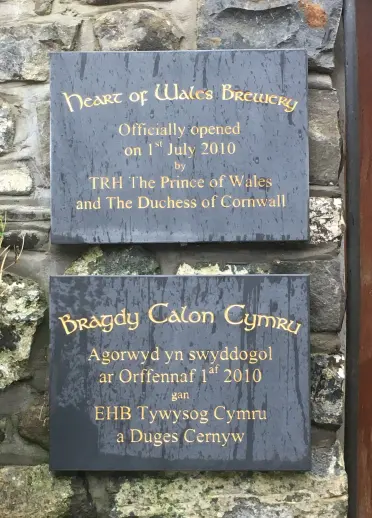 Heart of Wales Brewery
Officially opened
on 1st July 2010
by
TRH The Prince of Wales
and The Duchess of Cornwall
Bragdy Calon Cymru
Agorwyd yn swyddogol
ar Orffennaf 1af 2010
gan
EHB Tywysog Cymru
a Duges Cernyw